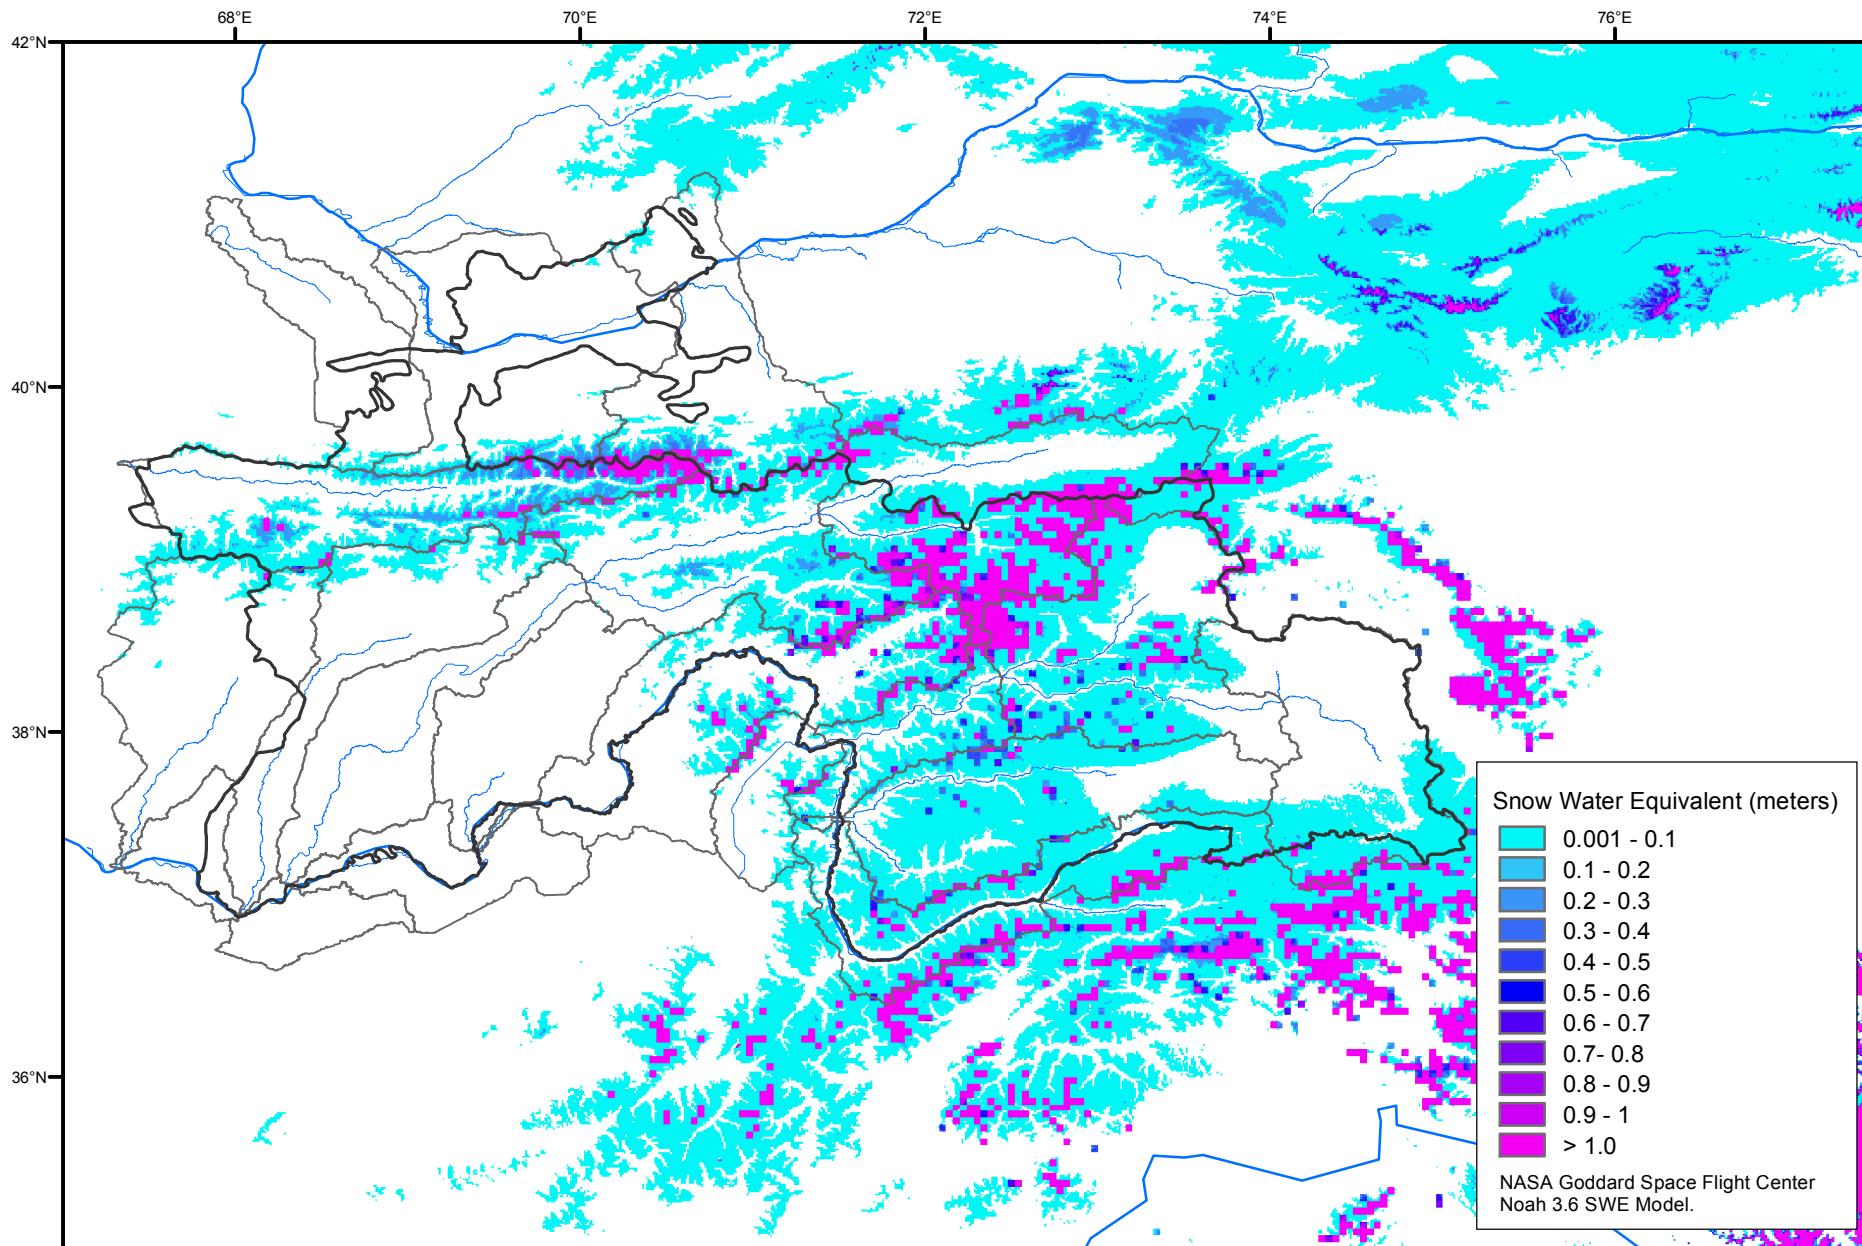 68°E
70°E
72°E
74°E
76°E
42°N
40°N
38°N
36°N
Snow Water Equivalent (meters)
0.001 - 0.1
0.1 - 0.2
0.2 - 0.3
0.3 - 0.4
0.4 - 0.5
0.5 - 0.6
0.6 - 0.7
0.7- 0.8
0.8 - 0.9
0.9 - 1
> 1.0
NASA Goddard Space Flight Center
Noah 3.6 SWE Model.